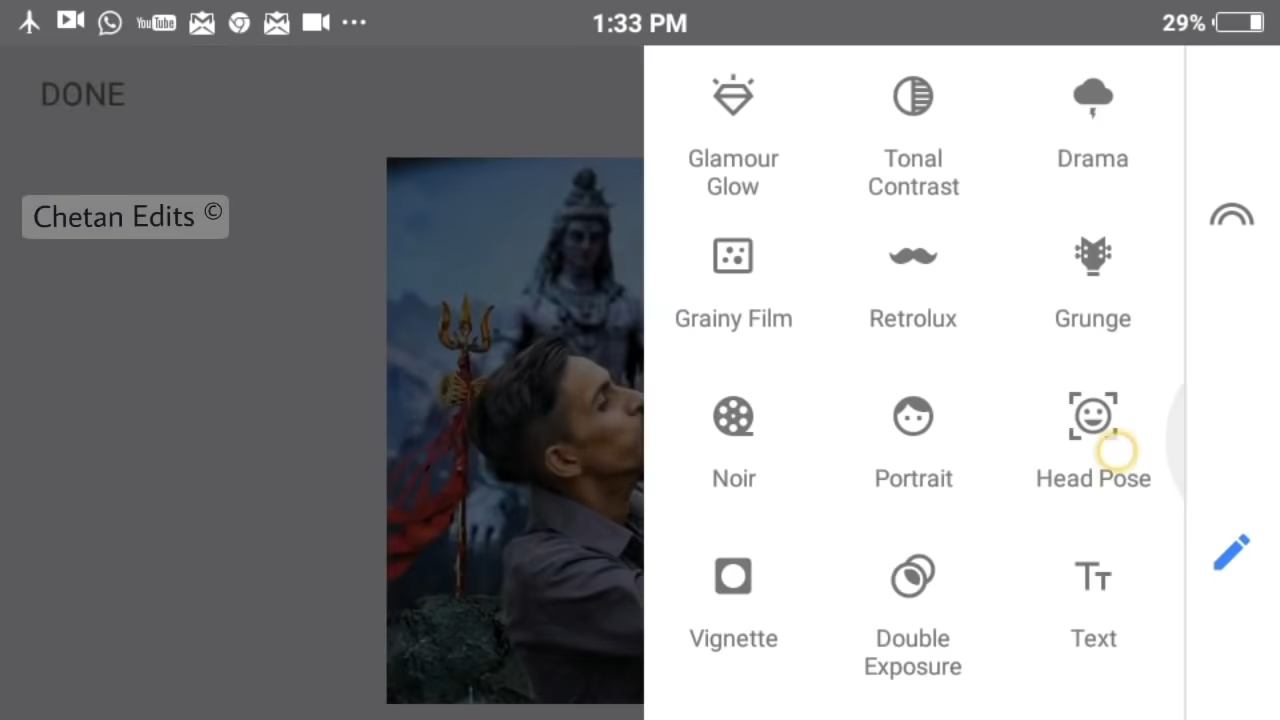 YouTube
1:33 PM
29%
DONE
Chetan Edits ©
Glamour
Glow
Tonal
Contrast
Drama
Grainy Film
Retrolux
Grunge
Noir
Portrait
Head Pose
Vignette
Double
Exposure
Text